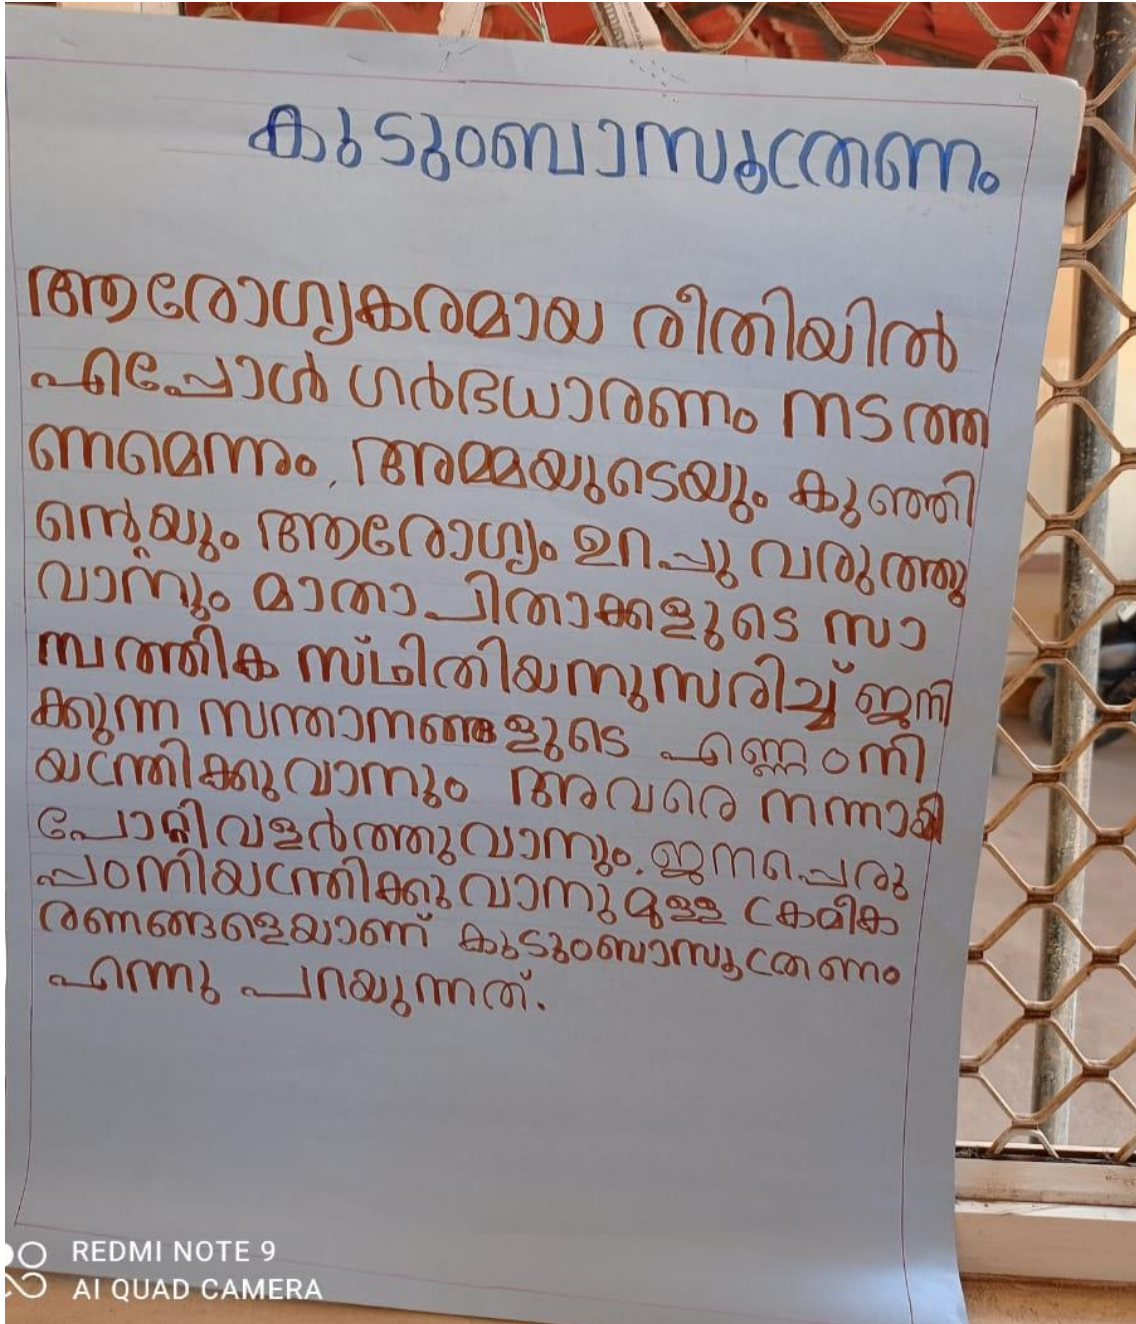 കുടുംബാസൂത്രണം
ആരോഗ്യകരമായ രീതിയിൽ
എപ്പോൾ ഗർഭധാരണം നടത്ത
ണമെന്നും, അമ്മയുടെയും കുഞ്ഞി
ന്റെയും ആരോഗ്യം ഉറപ്പു വരുത്തു
വാനും മാതാപിതാക്കളുടെ സാ
മ്പത്തിക സ്ഥിതിയനുസരിച്ച് ജനി
ക്കുന്ന സന്താനങ്ങളുടെ എണ്ണം നി
യന്ത്രിക്കുവാനും അവരെ നന്നായി
പോറ്റിവളർത്തുവാനും, ജനപ്പെരു
പ്പംനിയന്ത്രിക്കുവാനുമുള്ള ക്രമീക
രണങ്ങളെയാണ് കുടുംബാസൂത്രണം
എന്നു പറയുന്നത്.
REDMI NOTE 9
AI QUAD CAMERA